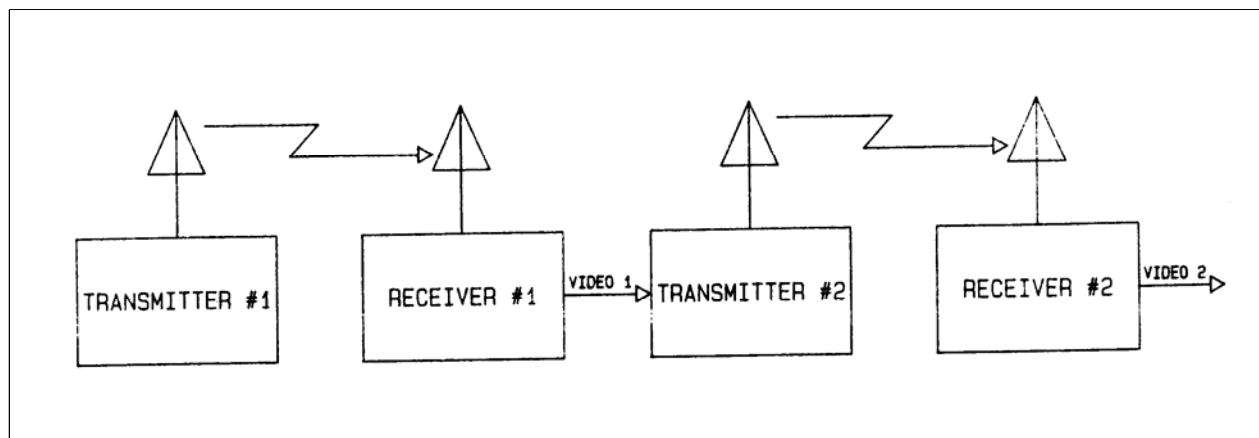 TRANSMITTER #1
RECEIVER #1
VIDEO 1
TRANSMITTER #2
RECEIVER #2
VIDEO 2